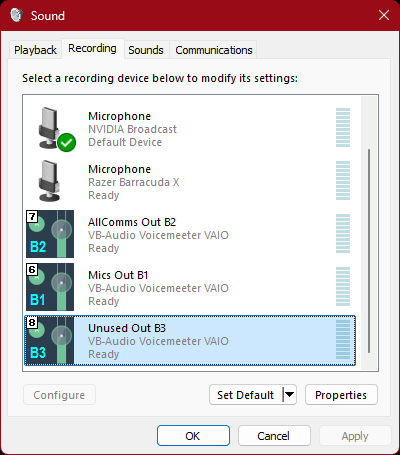 Sound
Playback
Recording
Sounds
Communications
Select a recording device below to modify its settings:
Microphone
NVIDIA Broadcast
Default Device
Microphone
Razer Barracuda X
Ready
7
B2
AllComms Out B2
VB-Audio Voicemeeter VAIO
Ready
6
B1
Mics Out B1
VB-Audio Voicemeeter VAIO
Ready
8
B3
Unused Out B3
VB-Audio Voicemeeter VAIO
Ready
Configure
Set Default
Properties
OK
Cancel
Apply